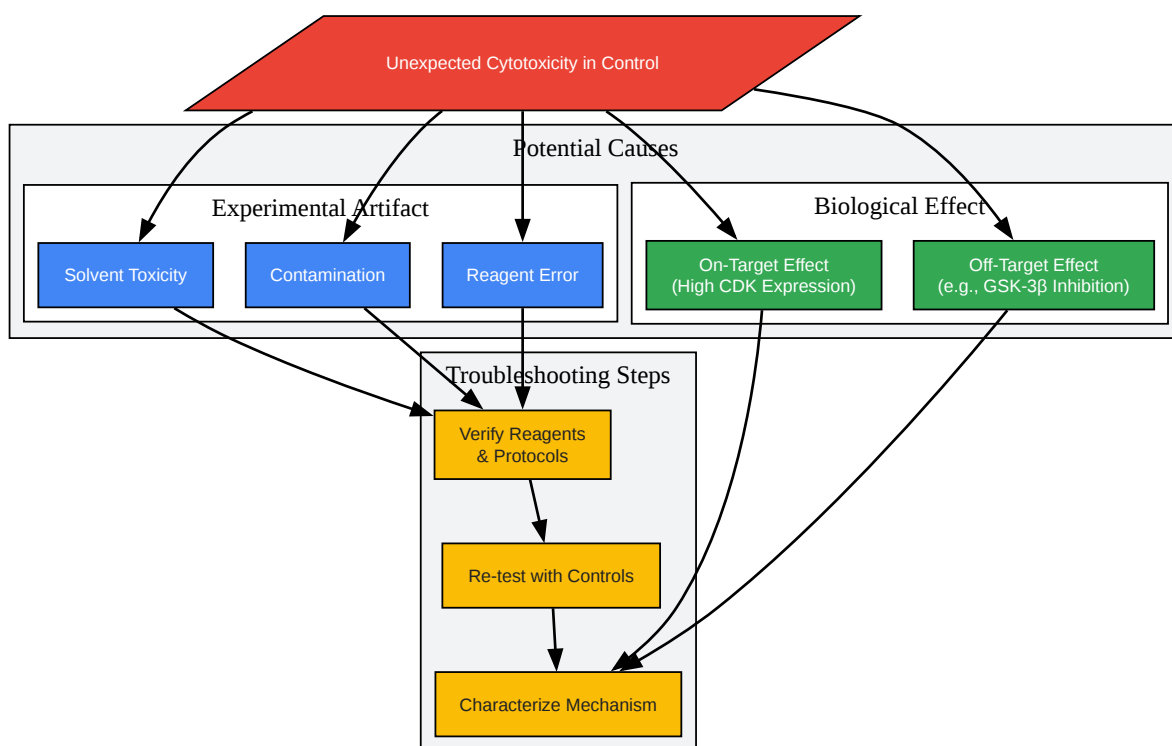 Unexpected Cytotoxicity in Control
Potential Causes
Experimental Artifact
Biological Effect
Solvent Toxicity
Contamination
Reagent Error
On-Target Effect
(High CDK Expression)
Off-Target Effect
(e.g., GSK-3β Inhibition)
Troubleshooting Steps
Verify Reagents
& Protocols
Re-test with Controls
Characterize Mechanism